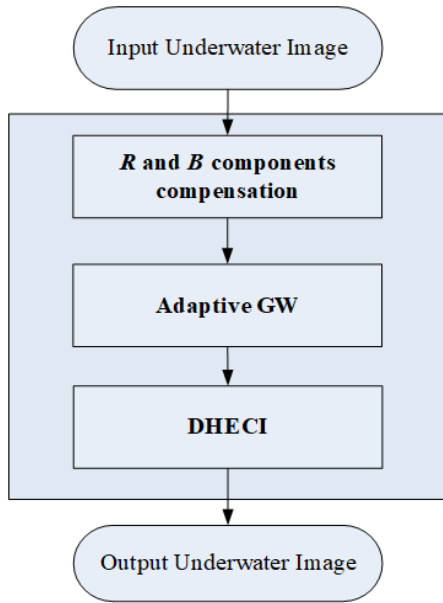 Input Underwater Image
R and B components
compensation
Adaptive GW
DHECI
Output Underwater Image